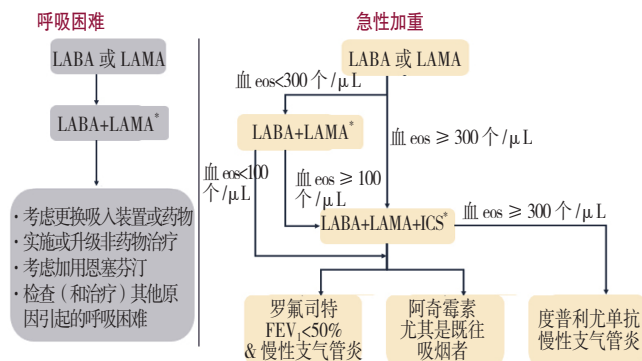 呼吸困难
LABA 或 LAMA
LABA+LAMA*
·考虑更换吸入装置或药物
·实施或升级非药物治疗
·考虑加用恩塞芬汀
·检查（和治疗）其他原
因引起的呼吸困难
急性加重
LABA 或 LAMA
血 eos<300 个 /μL
血 eos ≥ 300 个 /μL
LABA+LAMA*
血 eos<100
个 /μL
血 eos ≥ 100
个 /μL
LABA+LAMA+ICS*
血 eos ≥ 300 个 /μL
罗氟司特
FEV₁<50%
& 慢性支气管炎
阿奇霉素
尤其是既往
吸烟者
度普利尤单抗
慢性支气管炎